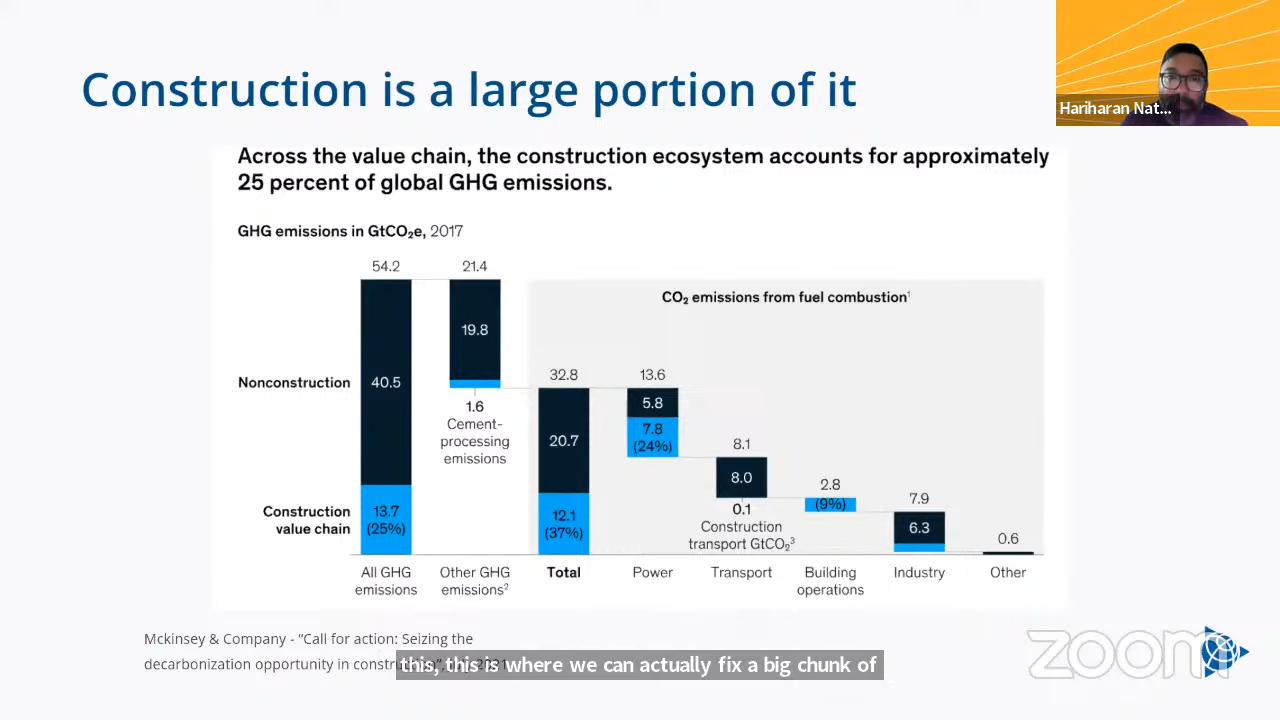 Construction is a large portion of it
Hariharan Nat...
Across the value chain, the construction ecosystem accounts for approximately
25 percent of global GHG emissions.
GHG emissions in GtCO₂e, 2017
54.2
21.4
CO₂ emissions from fuel combustion¹
19.8
Nonconstruction
40.5
32.8
13.6
1.6
Cement-
processing
emissions
5.8
7.8
(24%)
20.7
8.1
8.0
2.8
(9%)
7.9
6.3
0.6
Construction
value chain
13.7
(25%)
12.1
(37%)
0.1
Construction
transport GtCO₂³
All GHG
emissions
Other GHG
emissions²
Total
Power
Transport
Building
operations
Industry
Other
Mckinsey & Company - “Call for action: Seizing the
decarbonization opportunity in
this, this is where we can actually fix a big chunk of
zoom